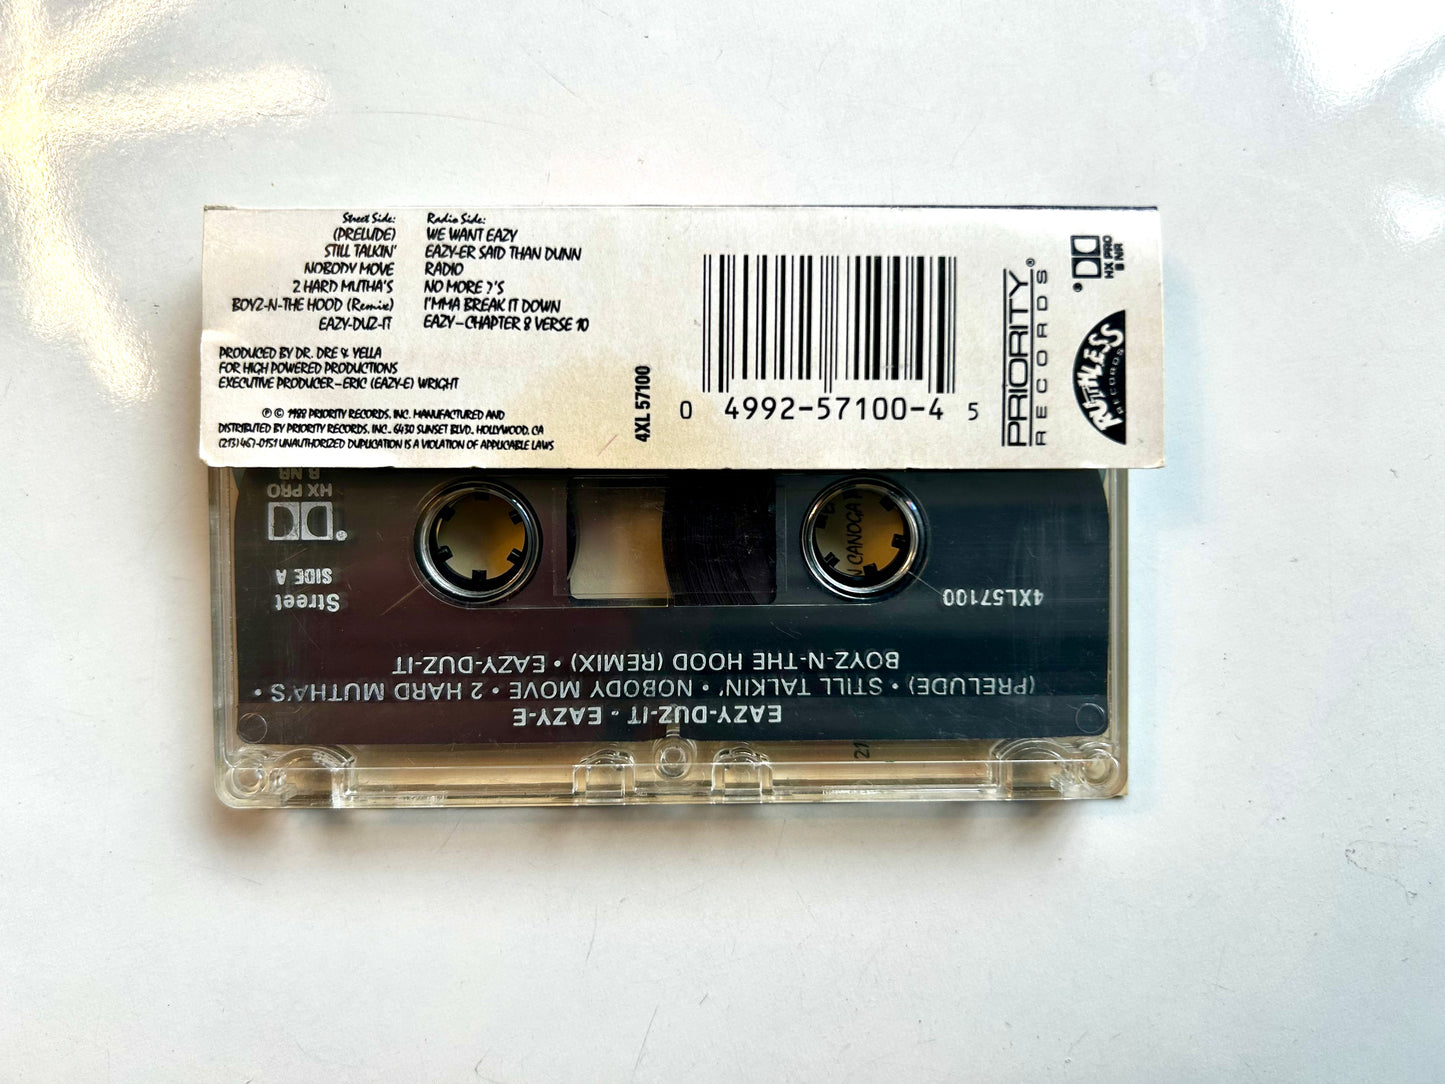 Street Side:
(PRELUDE)
STILL TALKIN'
NOBODY MOVE
2 HARD MUTHA'S
BOYZ-N-THE HOOD (Remix)
EAZY-DUZ-IT
Radio Side:
WE WANT EAZY
EAZY-ER SAID THAN DUNN
RADIO
NO MORE ?'S
I'MMA BREAK IT DOWN
EAZY-CHAPTER 8 VERSE 10
PRODUCED BY DR. DRE & YELLA
FOR HIGH POWERED PRODUCTIONS
EXECUTIVE PRODUCER-ERIC (EAZY-E) WRIGHT
℗ © 1988 PRIORITY RECORDS, INC. MANUFACTURED AND
DISTRIBUTED BY PRIORITY RECORDS, INC., 6430 SUNSET BLVD., HOLLYWOOD, CA
(213) 467-0151 UNAUTHORIZED DUPLICATION IS A VIOLATION OF APPLICABLE LAWS
4XL 57100
0 4992-57100-4 5
PRIORITY®
RECORDS
HX PRO
B NR
RUTHLESS
RECORDS
EAZY-DUZ-IT - EAZY-E
(PRELUDE) • STILL TALKIN' • NOBODY MOVE • 2 HARD MUTHA'S •
BOYZ-N-THE HOOD (REMIX) • EAZY-DUZ-IT
4XL57100
Street
SIDE A
HX PRO
B NR
N CANOGA
21